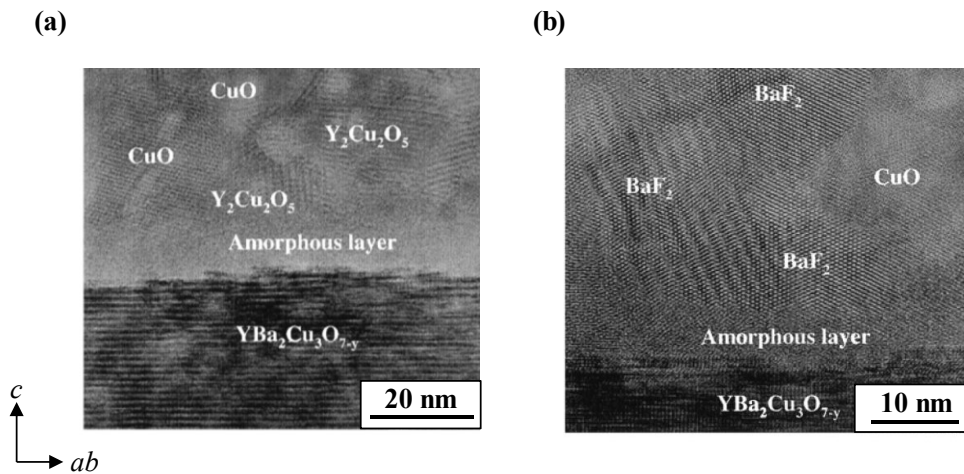 (a)
CuO
Y₂Cu₂O₅
CuO
Y₂Cu₂O₅
Amorphous layer
YBa₂Cu₃O₇₋y
20 nm
c
ab
(b)
BaF₂
CuO
BaF₂
BaF₂
Amorphous layer
YBa₂Cu₃O₇₋y
10 nm